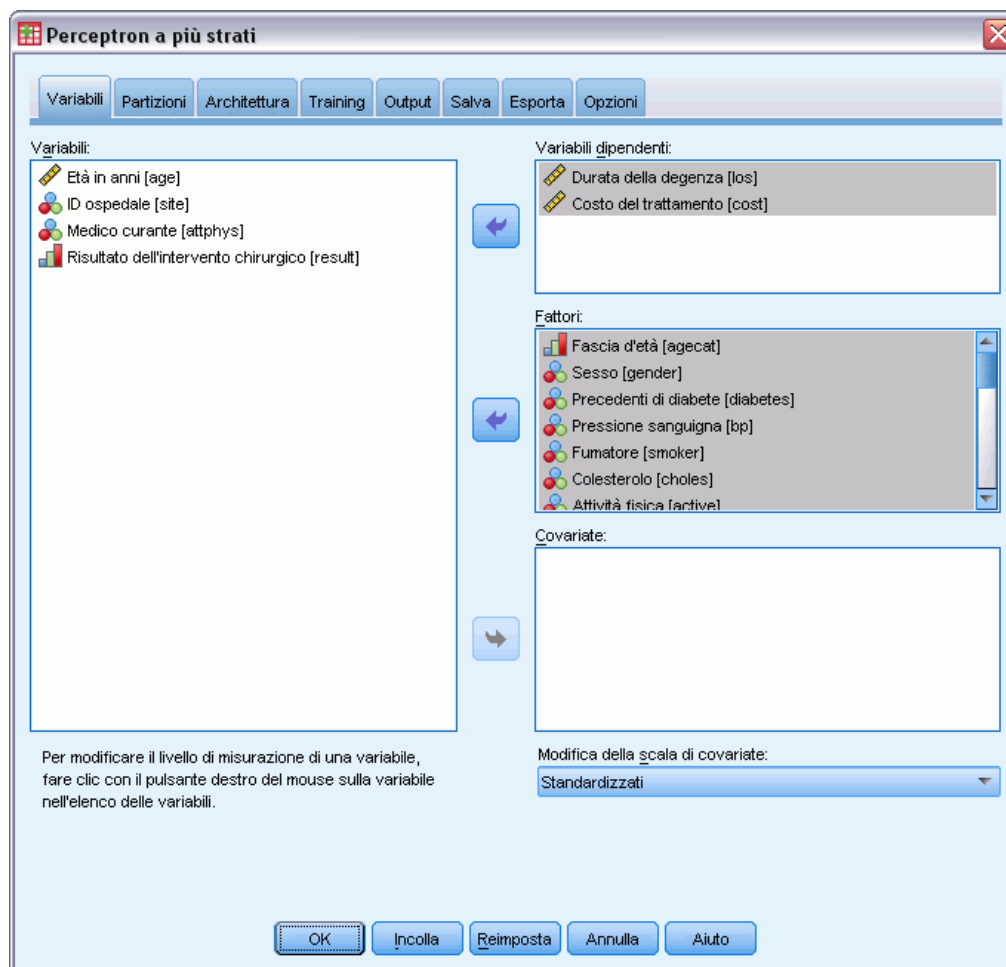 Perceptron a più strati
Variabili
Partizioni
Architettura
Training
Output
Salva
Esporta
Opzioni
Variabili:
Età in anni [age]
ID ospedale [site]
Medico curante [attphys]
Risultato dell'intervento chirurgico [result]
Variabili dipendenti:
Durata della degenza [los]
Costo del trattamento [cost]
Fattori:
Fascia d'età [agecat]
Sesso [gender]
Precedenti di diabete [diabetes]
Pressione sanguigna [bp]
Fumatore [smoker]
Colesterolo [choles]
Attività fisica [active]
Covariate:
Per modificare il livello di misurazione di una variabile,
fare clic con il pulsante destro del mouse sulla variabile
nell'elenco delle variabili.
Modifica della scala di covariate:
Standardizzati
OK
Incolla
Reimposta
Annulla
Aiuto